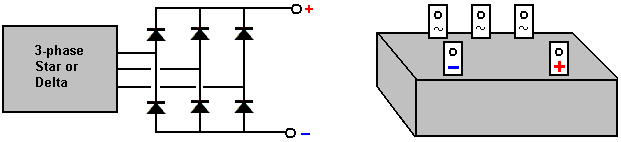 3-phase
Star or
Delta
+
−
~ ~ ~
− +